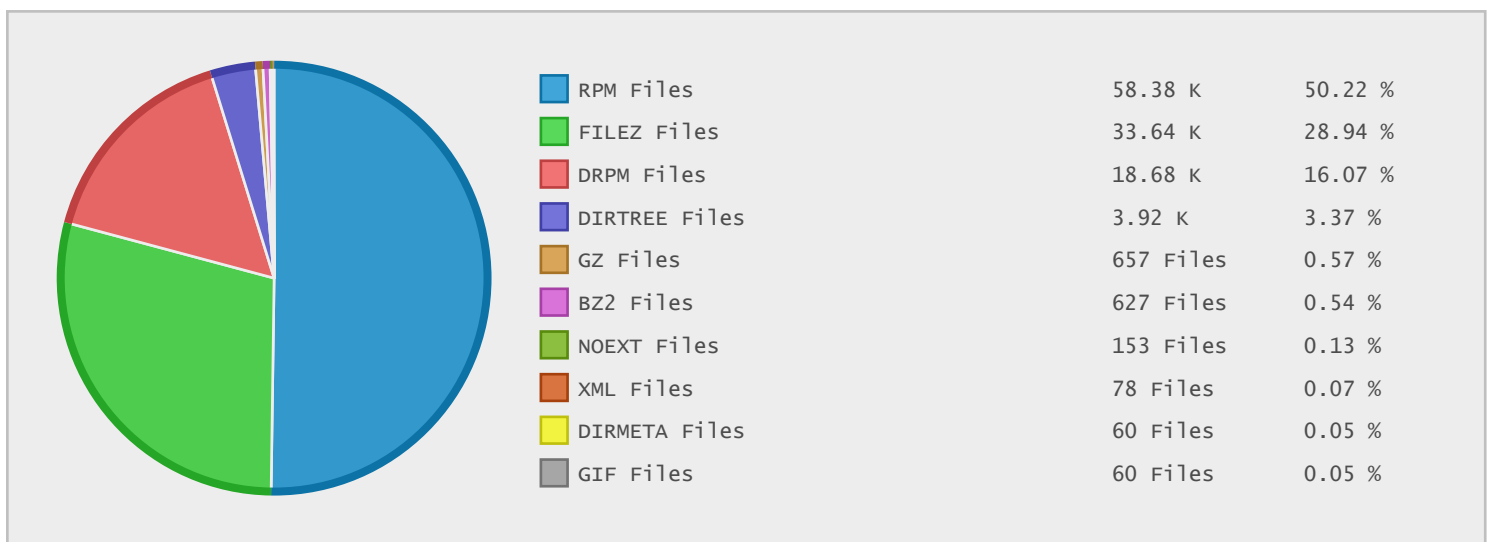 RPM Files 58.38 K 50.22 %
FILEZ Files 33.64 K 28.94 %
DRPM Files 18.68 K 16.07 %
DIRTREE Files 3.92 K 3.37 %
GZ Files 657 Files 0.57 %
BZ2 Files 627 Files 0.54 %
NOEXT Files 153 Files 0.13 %
XML Files 78 Files 0.07 %
DIRMETA Files 60 Files 0.05 %
GIF Files 60 Files 0.05 %